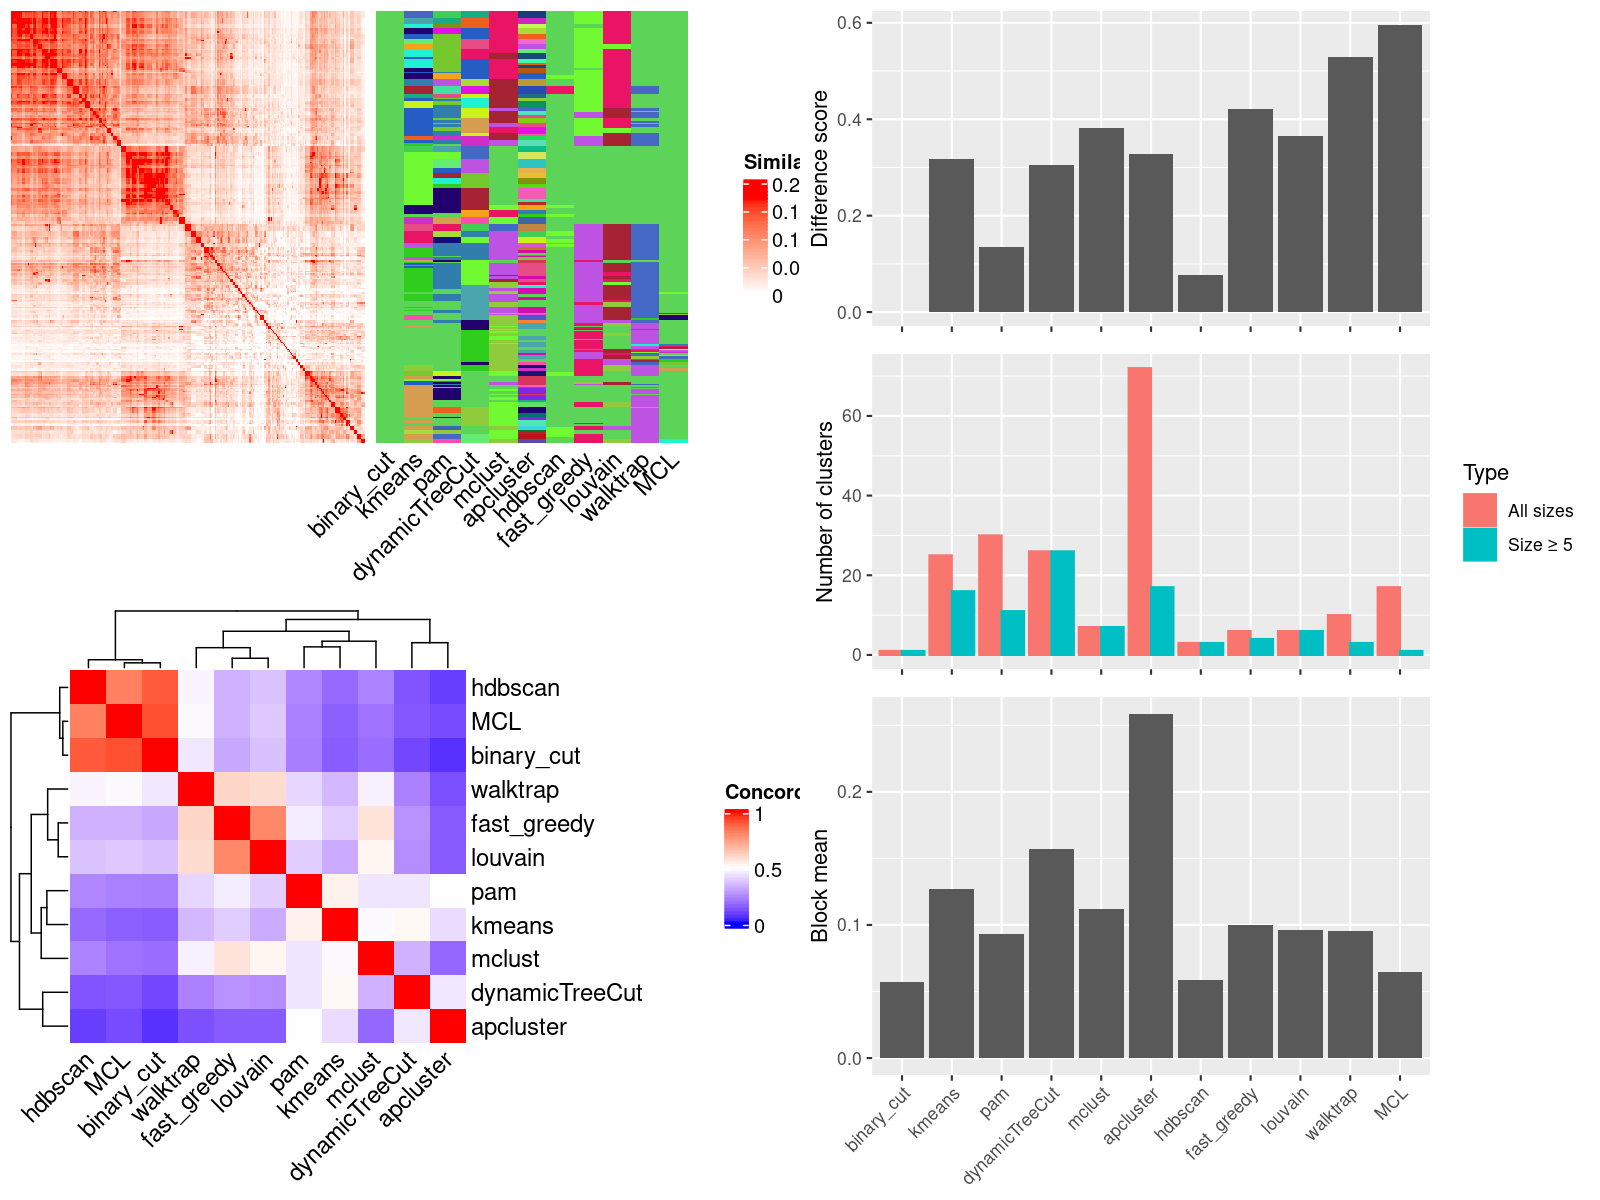 Simila
0.2
0.1
0.1
0.0
0
binary_cut
kmeans
pam
dynamicTreeCut
mclust
apcluster
hdbscan
fast_greedy
louvain
walktrap
MCL
hdbscan
MCL
binary_cut
walktrap
fast_greedy
louvain
pam
kmeans
mclust
dynamicTreeCut
apcluster
hdbscan
MCL
binary_cut
walktrap
fast_greedy
louvain
pam
kmeans
mclust
dynamicTreeCut
apcluster
Concord
1
0.5
0
Difference score
0.6
0.4
0.2
0.0
Number of clusters
60
40
20
0
Type
All sizes
Size ≥ 5
Block mean
0.2
0.1
0.0
binary_cut
kmeans
pam
dynamicTreeCut
mclust
apcluster
hdbscan
fast_greedy
louvain
walktrap
MCL